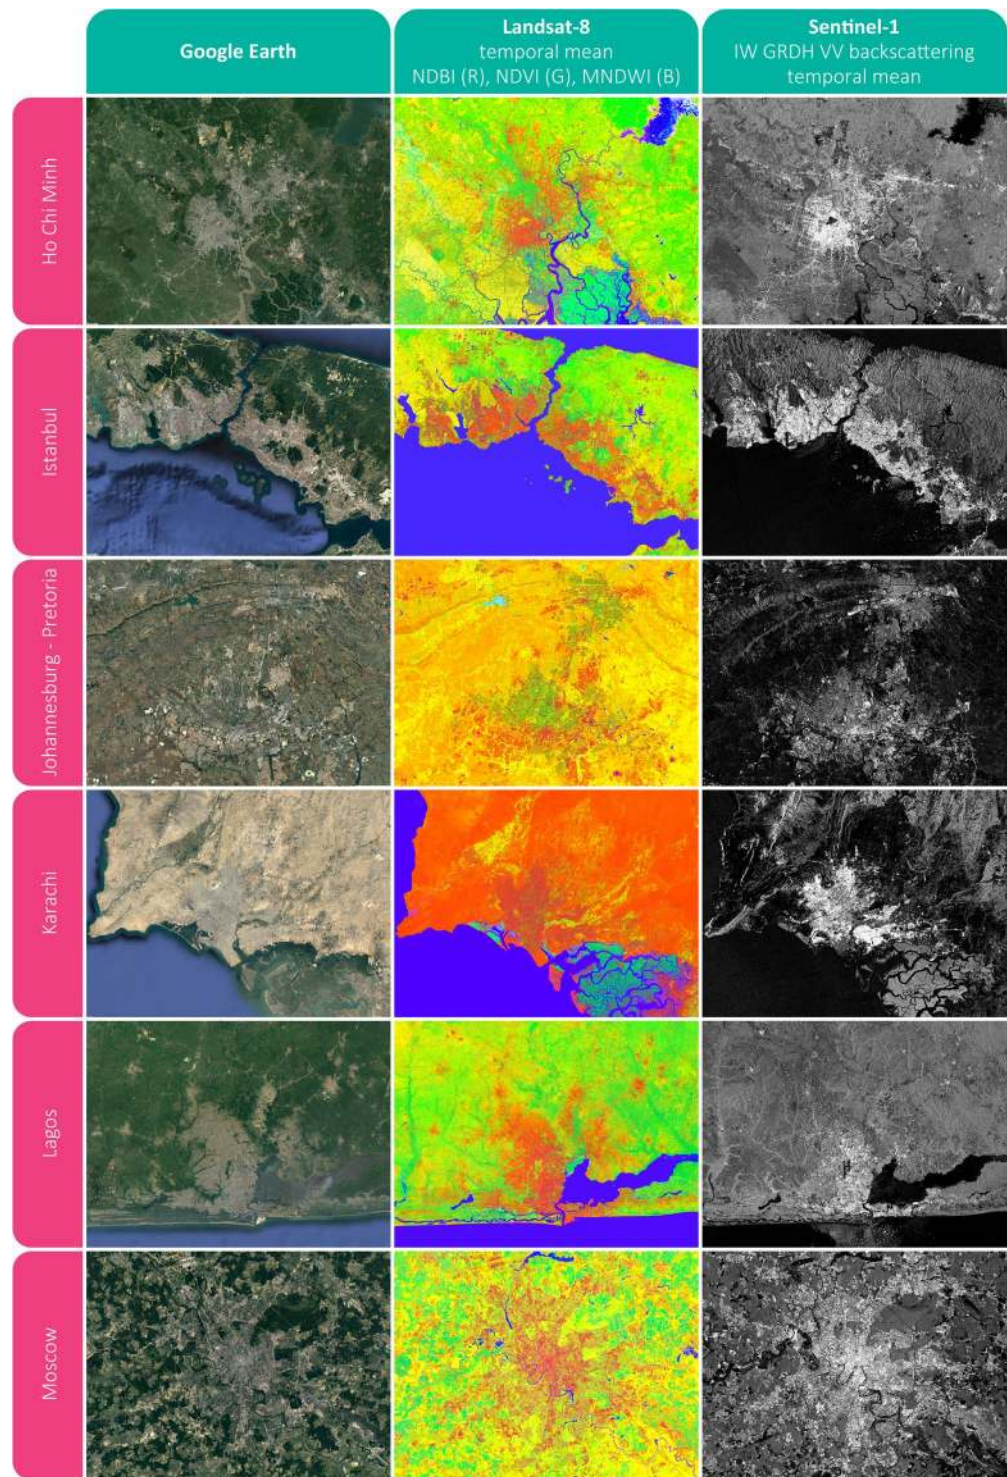 Google Earth
Landsat-8
temporal mean
NDBI (R), NDVI (G), MNDWI (B)
Sentinel-1
IW GRDH VV backscattering
temporal mean
Ho Chi Minh
Istanbul
Johannesburg - Pretoria
Karachi
Lagos
Moscow